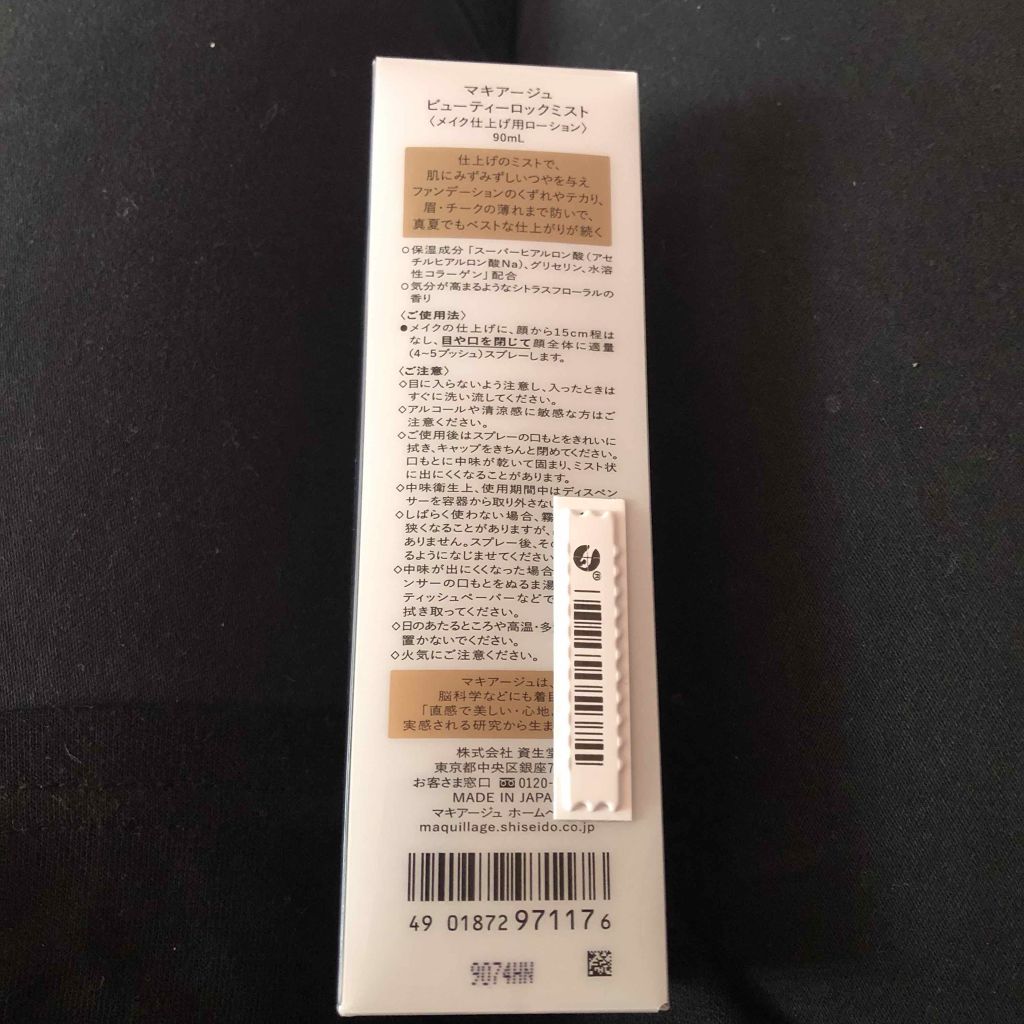 マキアージュ
ビューティーロックミスト
〈メイク仕上げ用ローション〉
90mL
仕上げのミストで、
肌にみずみずしいつやを与え
ファンデーションのくずれやテカリ、
眉・チークの薄れまで防いで、
真夏でもベストな仕上がりが続く
○保湿成分「スーパーヒアルロン酸（アセ
チルヒアルロン酸Na）、グリセリン、水溶
性コラーゲン」配合
○気分が高まるようなシトラスフローラルの
香り
〈ご使用法〉
●メイクの仕上げに、顔から15cm程は
なし、目や口を閉じて顔全体に適量
（4~5プッシュ）スプレーします。
〈ご注意〉
◇目に入らないよう注意し、入ったときは
すぐに洗い流してください。
◇アルコールや清涼感に敏感な方はご
注意ください。
◇ご使用後はスプレーの口もとをきれいに
拭き、キャップをきちんと閉めてください。
口もとに中味が乾いて固まり、ミスト状
に出にくくなることがあります。
◇中味衛生上、使用期間中はディスペン
サーを容器から取り外さな
◇しばらく使わない場合、霧
狭くなることがありますが、
ありません。スプレー後、そ
るようになじませてください
◇中味が出にくくなった場合
ンサーの口もとをぬるま湯
ティッシュペーパーなどで
拭き取ってください。
◇日のあたるところや高温・多
置かないでください。
◇火気にご注意ください。
マキアージュは、
脳科学などにも着目
「直感で美しい・心地
実感される研究から生ま
株式会社 資生堂
東京都中央区銀座7
お客さま窓口 0120-
MADE IN JAPA
マキアージュ ホームペ
maquillage.shiseido.co.jp
49 01872 971176
9074HN